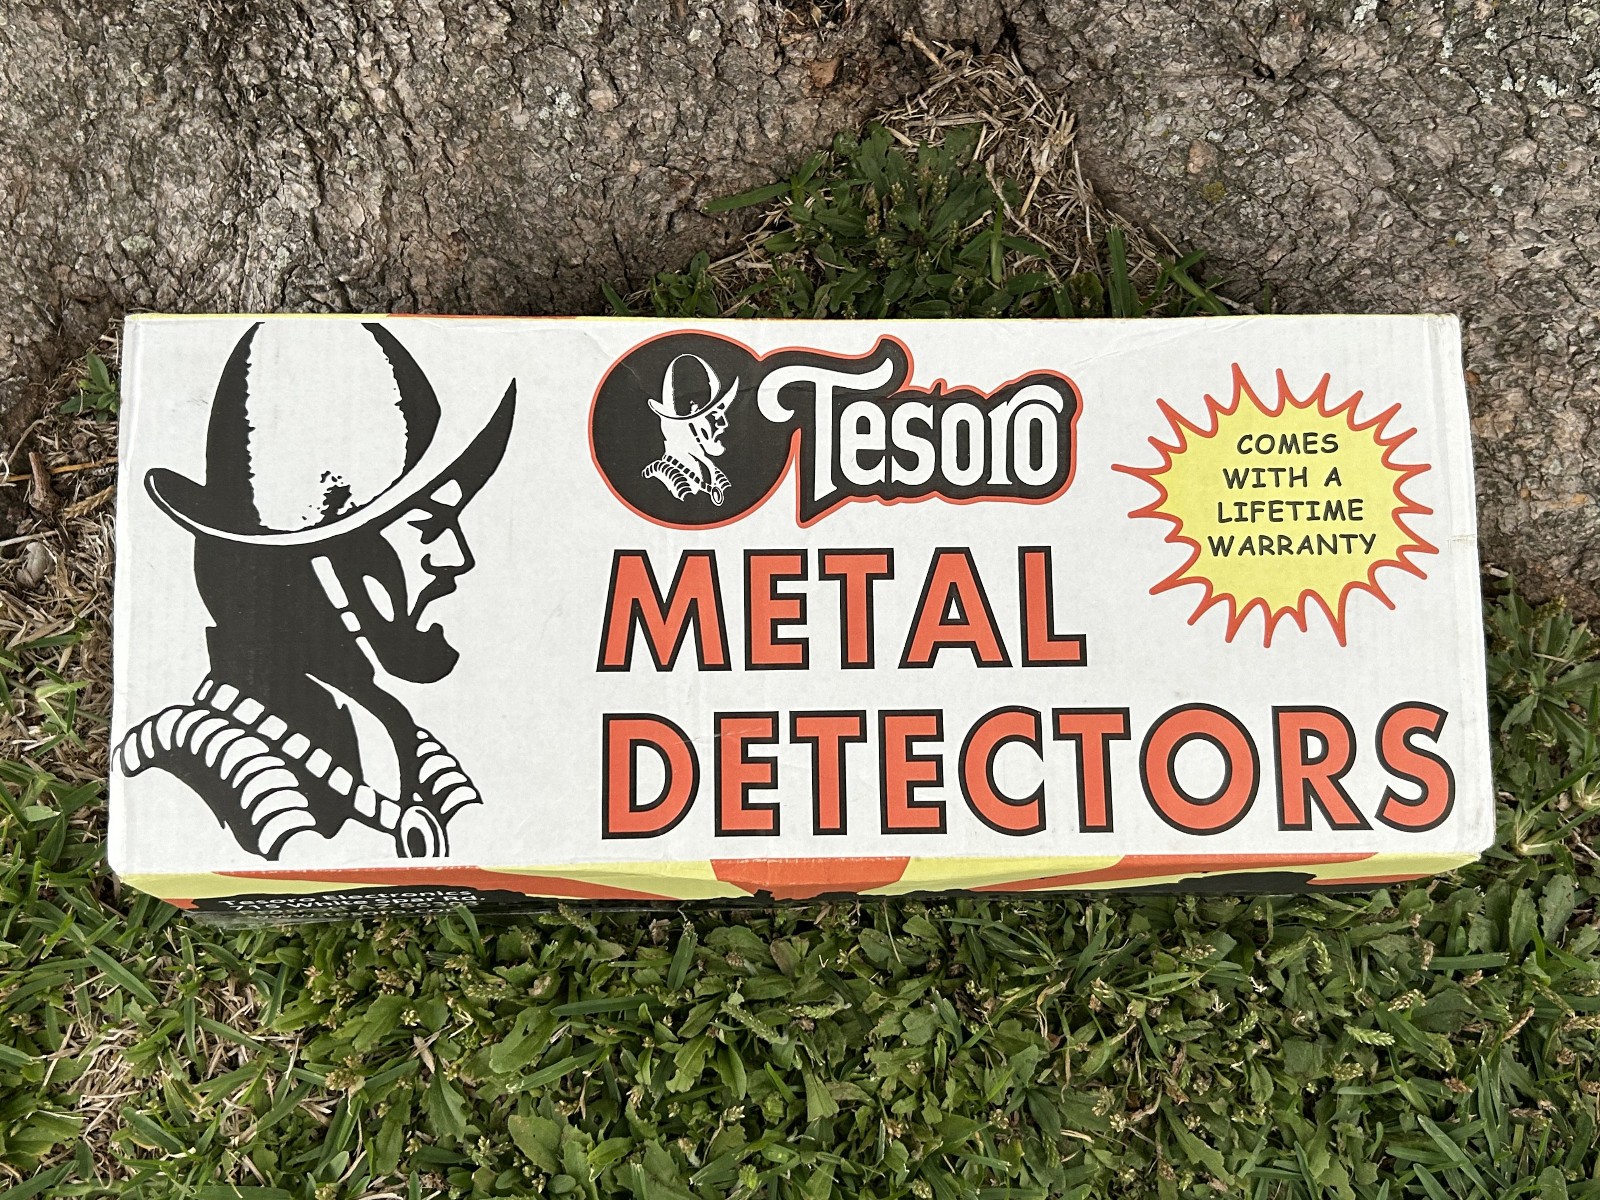 Tesoro
METAL
DETECTORS
COMES
WITH A
LIFETIME
WARRANTY
Tesoro Electronics